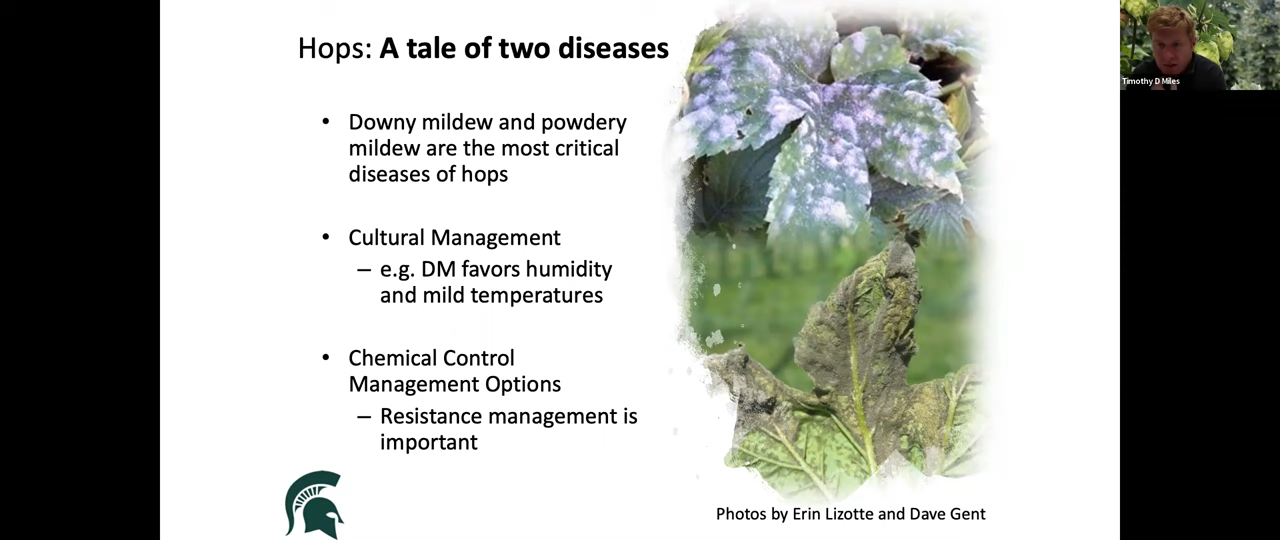 Hops: A tale of two diseases
Timothy D Miles
• Downy mildew and powdery
mildew are the most critical
diseases of hops
• Cultural Management
– e.g. DM favors humidity
and mild temperatures
• Chemical Control
Management Options
– Resistance management is
important
Photos by Erin Lizotte and Dave Gent